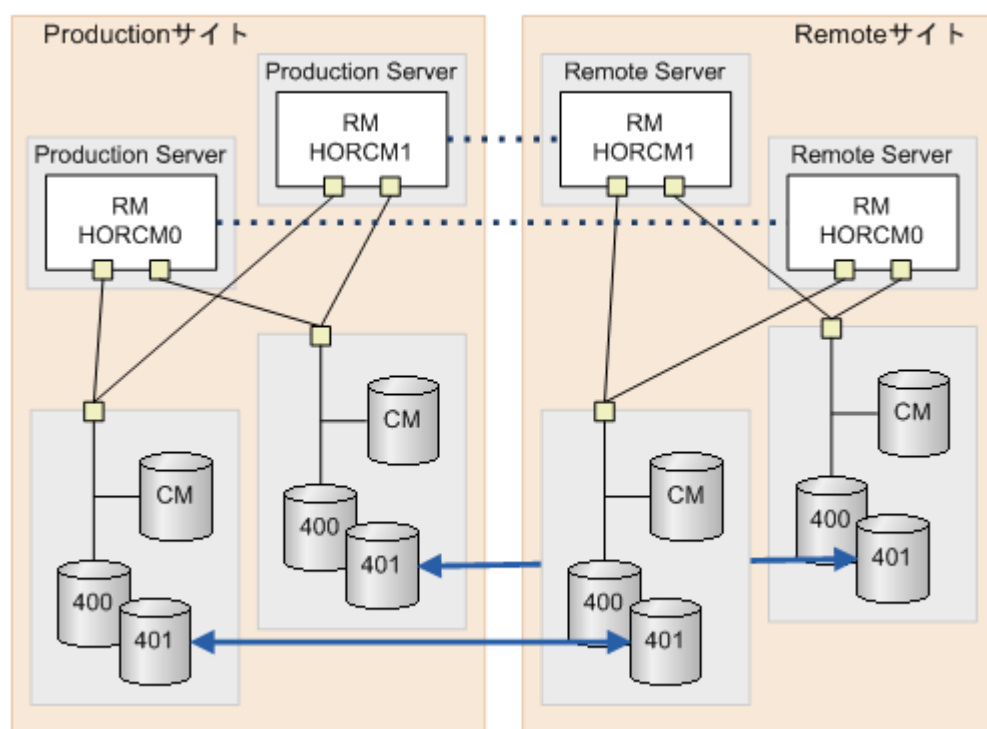 Productionサイト
Production Server
RM
HORCM1
Production Server
RM
HORCM0
CM
400
401
CM
400
401
Remoteサイト
Remote Server
RM
HORCM1
Remote Server
RM
HORCM0
CM
400
401
CM
400
401